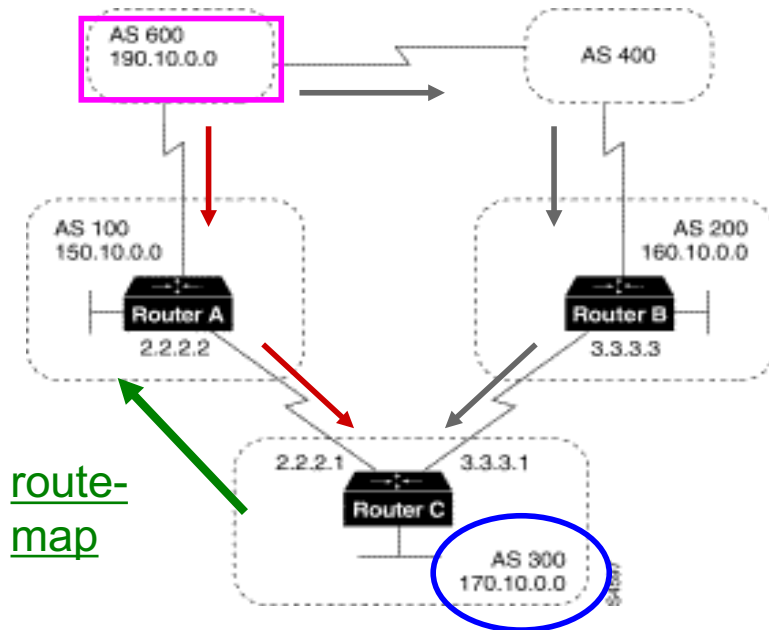 AS 600
190.10.0.0
AS 400
AS 100
150.10.0.0
AS 200
160.10.0.0
Router A
Router B
2.2.2.2
3.3.3.3
route-
map
2.2.2.1
3.3.3.1
Router C
AS 300
170.10.0.0